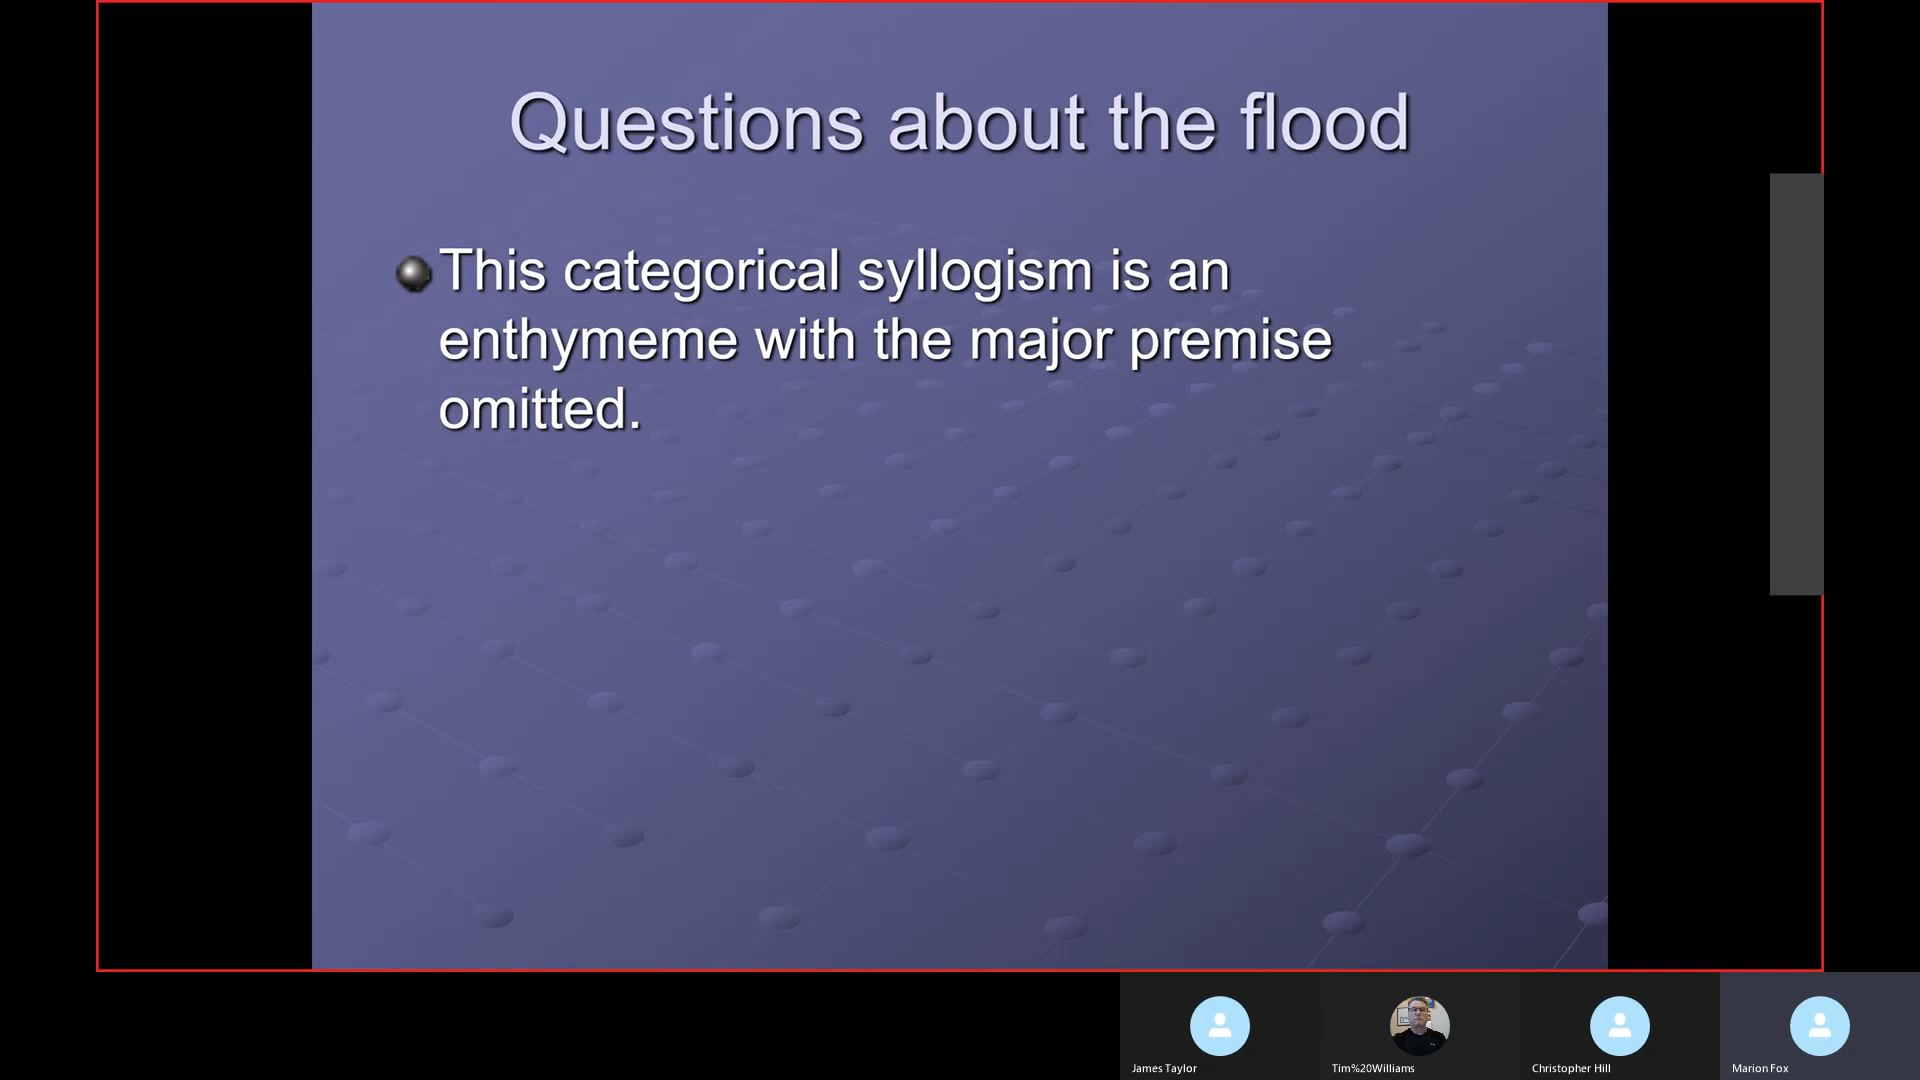 Questions about the flood
This categorical syllogism is an
enthymeme with the major premise
omitted.
James Taylor
Tim%20Williams
Christopher Hill
Marion Fox